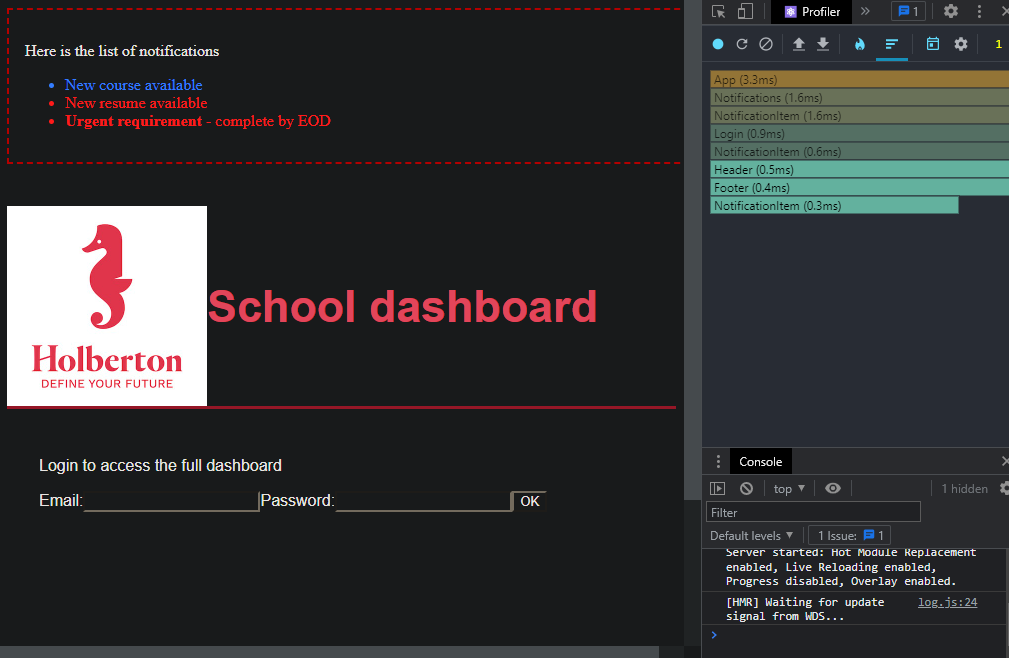 Here is the list of notifications
New course available
New resume available
Urgent requirement - complete by EOD
Holberton
DEFINE YOUR FUTURE
School dashboard
Login to access the full dashboard
Email: Password: OK
Profiler » 1
1
App (3.3ms)
Notifications (1.6ms)
NotificationItem (1.6ms)
Login (0.9ms)
NotificationItem (0.6ms)
Header (0.5ms)
Footer (0.4ms)
NotificationItem (0.3ms)
Console
top ▼ 1 hidden
Filter
Default levels ▼ 1 Issue: 1
Server started: Hot Module Replacement
enabled, Live Reloading enabled,
Progress disabled, Overlay enabled.
[HMR] Waiting for update log.js:24
signal from WDS...